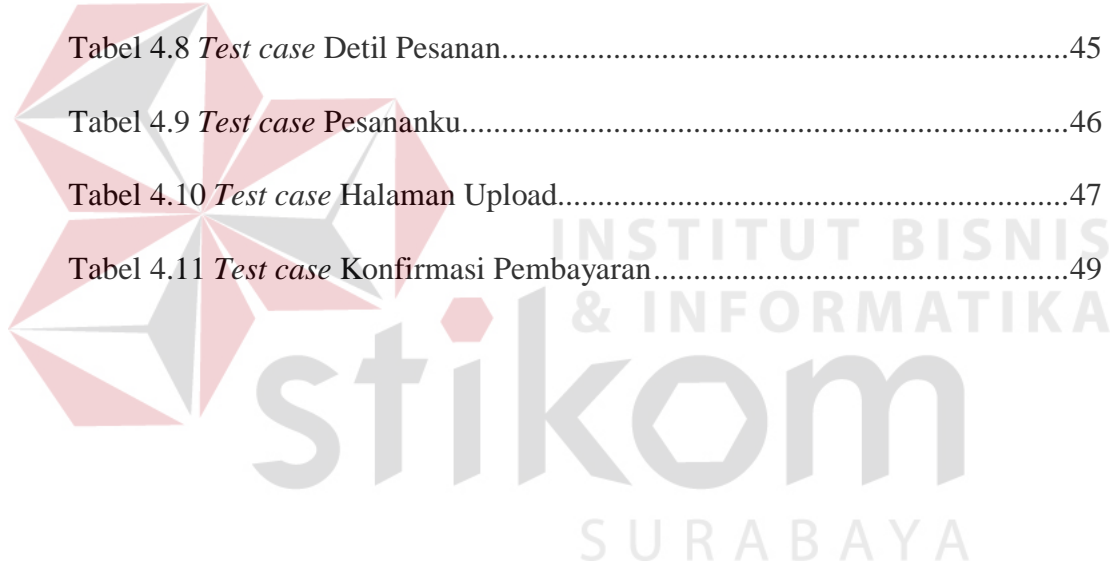 Tabel 4.8 Test case Detil Pesanan..........................................................................45
Tabel 4.9 Test case Pesananku................................................................................46
Tabel 4.10 Test case Halaman Upload....................................................................47
Tabel 4.11 Test case Konfirmasi Pembayaran.......................................................49
INSTITUT BISNIS
& INFORMATIKA
stikom
SURABAYA